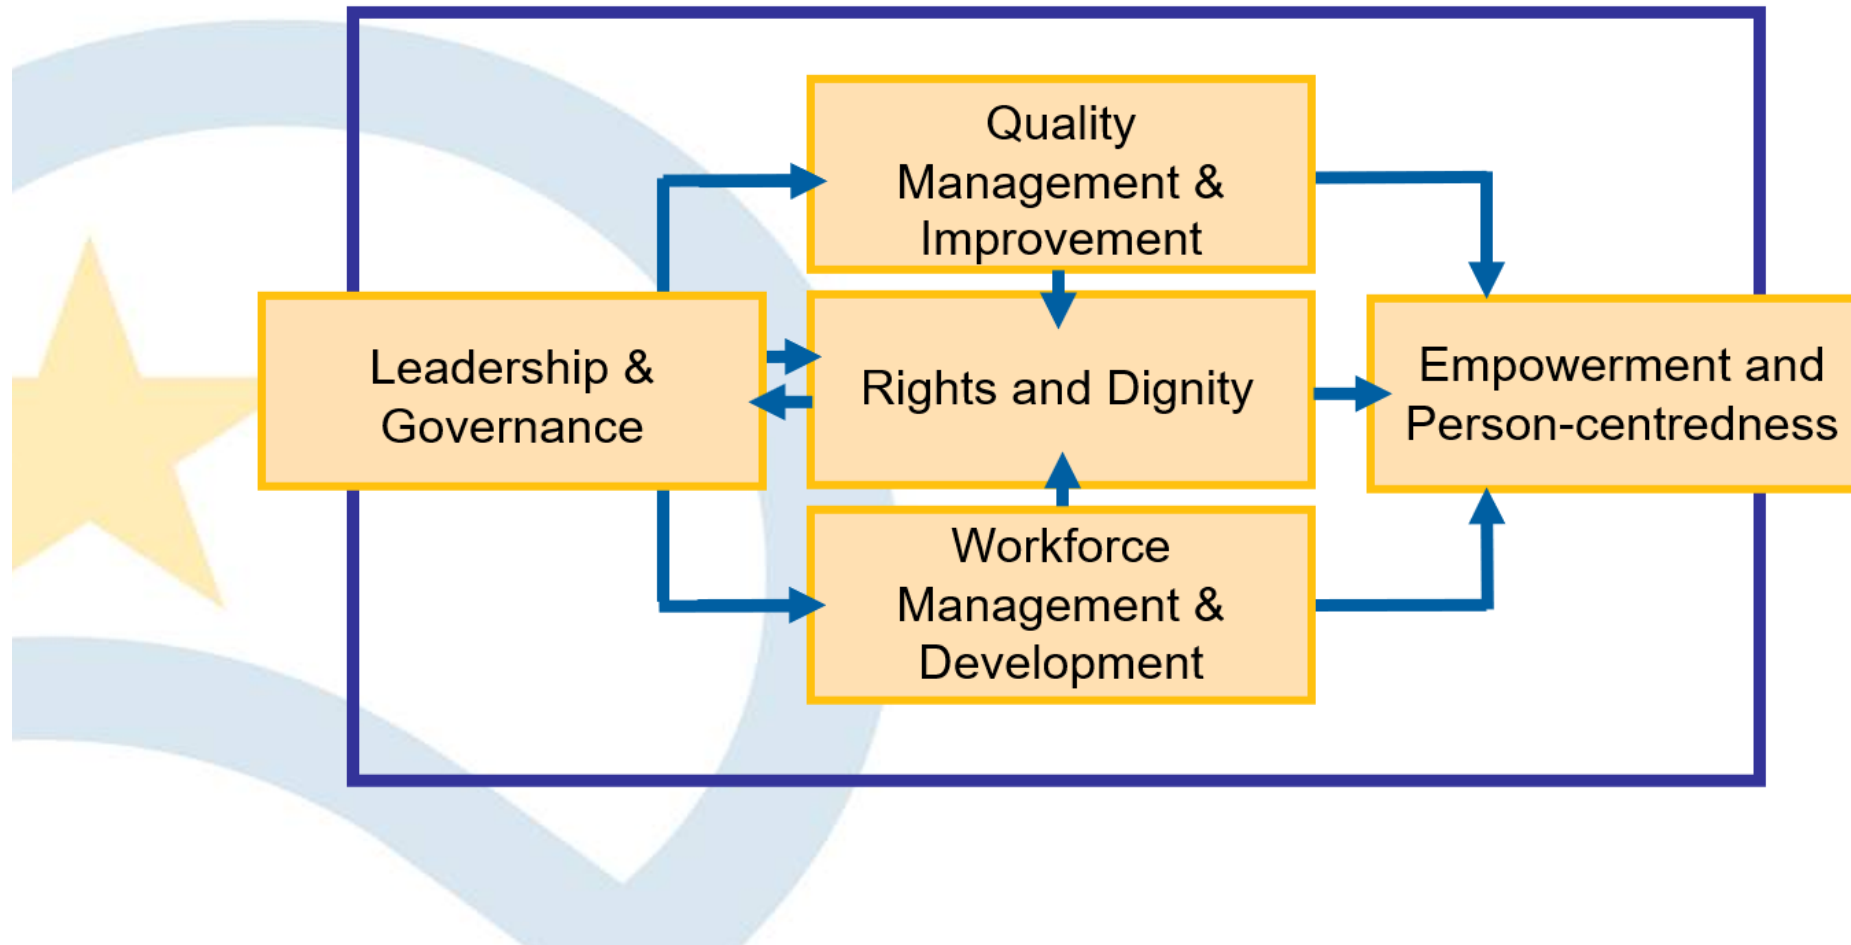 Quality
Management &
Improvement
Leadership &
Governance
Rights and Dignity
Empowerment and
Person-centredness
Workforce
Management &
Development